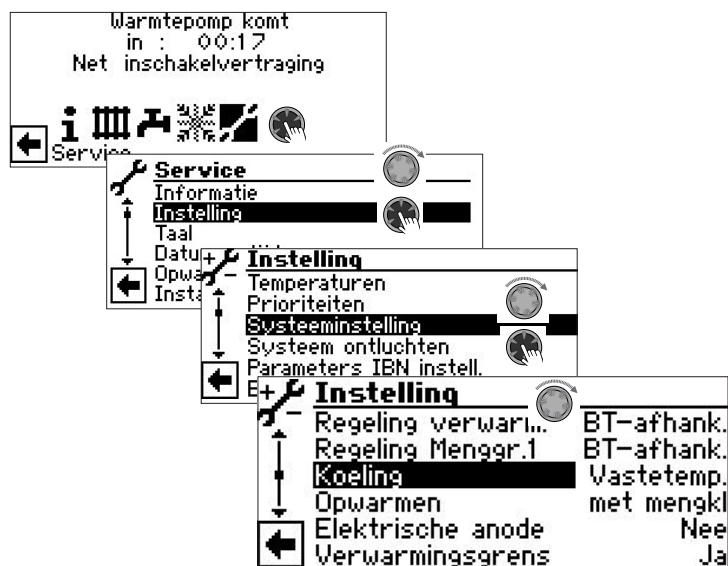 Warmtepomp komt
in : 00:17
Net inschakelvertraging
Service
Service
Informatie
Instelling
Taal
Instelling
Temperaturen
Prioriteiten
Systeeminstelling
Systeem ontluchten
Parameters IBN instell.
Instelling
Regeling BT-afhank.
Regeling Menggr.1 BT-afhank.
Koeling Vastetemp.
Opwarmen met mengkl
Elektrische anode Nee
Verwarmingsgrens Ja